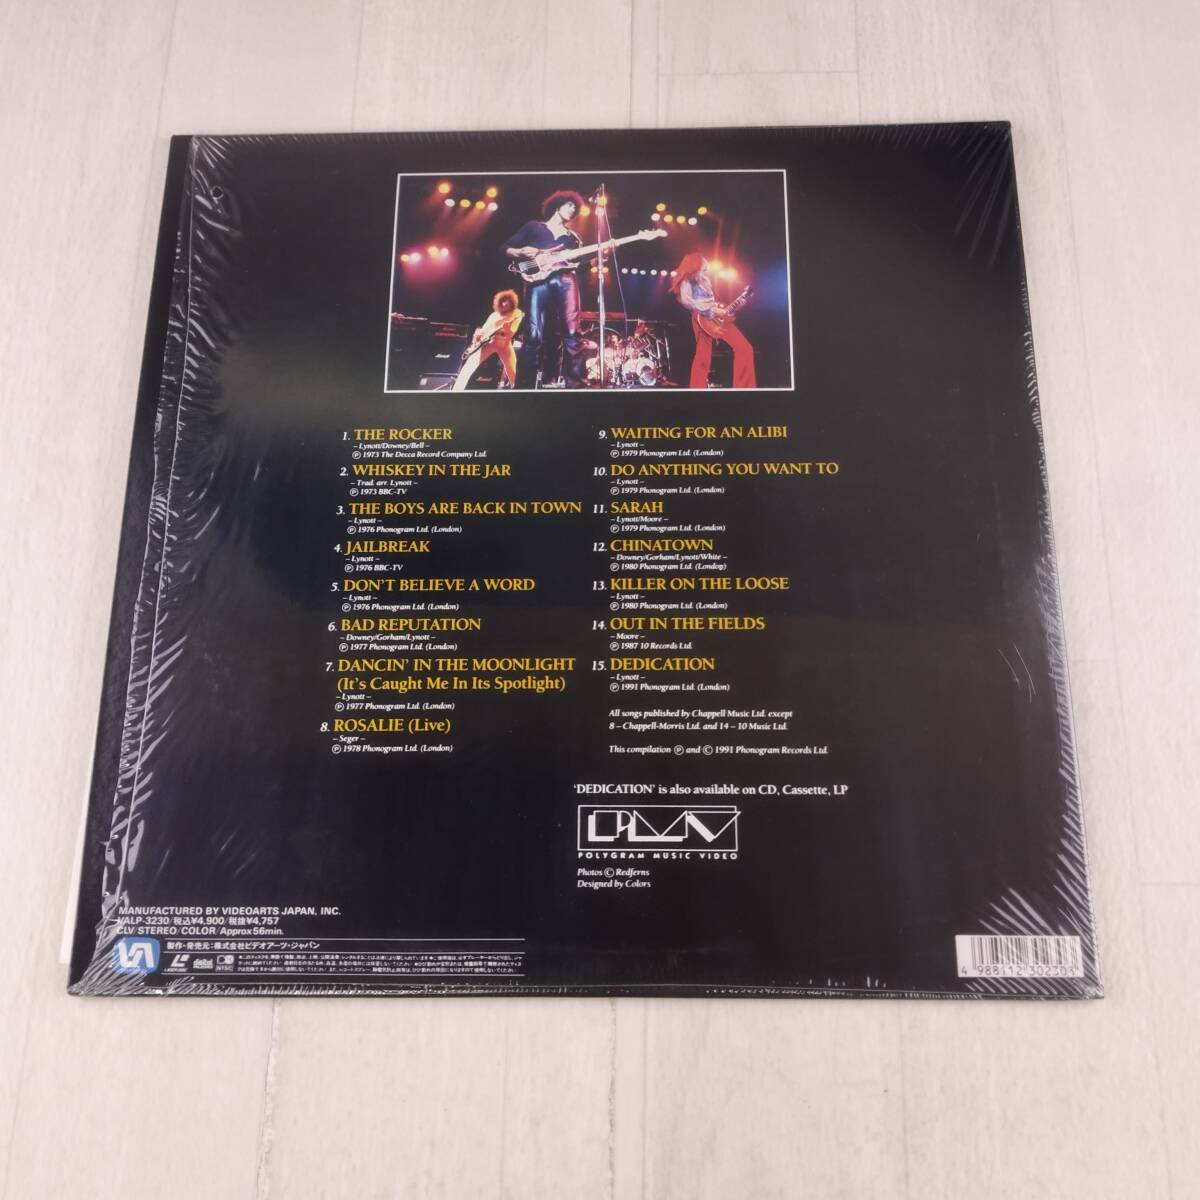 1. THE ROCKER
– Lynott/Downey/Bell –
Ⓟ 1973 The Decca Record Company Ltd.
2. WHISKEY IN THE JAR
– Trad. arr. Lynott –
Ⓟ 1973 BBC-TV
3. THE BOYS ARE BACK IN TOWN
– Lynott –
Ⓟ 1976 Phonogram Ltd. (London)
4. JAILBREAK
– Lynott –
Ⓟ 1976 BBC-TV
5. DON'T BELIEVE A WORD
– Lynott –
Ⓟ 1976 Phonogram Ltd. (London)
6. BAD REPUTATION
– Downey/Gorham/Lynott –
Ⓟ 1977 Phonogram Ltd. (London)
7. DANCIN' IN THE MOONLIGHT
(It's Caught Me In Its Spotlight)
– Lynott –
Ⓟ 1977 Phonogram Ltd. (London)
8. ROSALIE (Live)
– Seger –
Ⓟ 1978 Phonogram Ltd. (London)
9. WAITING FOR AN ALIBI
– Lynott –
Ⓟ 1979 Phonogram Ltd. (London)
10. DO ANYTHING YOU WANT TO
– Lynott –
Ⓟ 1979 Phonogram Ltd. (London)
11. SARAH
– Lynott/Moore –
Ⓟ 1979 Phonogram Ltd. (London)
12. CHINATOWN
– Downey/Gorham/Lynott/White –
Ⓟ 1980 Phonogram Ltd. (London)
13. KILLER ON THE LOOSE
– Lynott –
Ⓟ 1980 Phonogram Ltd. (London)
14. OUT IN THE FIELDS
– Moore –
Ⓟ 1987 10 Records Ltd.
15. DEDICATION
– Lynott –
Ⓟ 1991 Phonogram Ltd. (London)
All songs published by Chappell Music Ltd. except
8 – Chappell-Morris Ltd. and 14 – 10 Music Ltd.
This compilation Ⓟ and © 1991 Phonogram Records Ltd.
'DEDICATION' is also available on CD, Cassette, LP
PMV
POLYGRAM MUSIC VIDEO
Photos © Redferns
Designed by Colors
MANUFACTURED BY VIDEOARTS JAPAN, INC.
VALP-3230/税込¥4,900/税抜¥4,757
CLV/STEREO/COLOR/Approx 56min.
製作・発売元:株式会社ビデオアーツ・ジャパン
NTSC
4 988112 302303